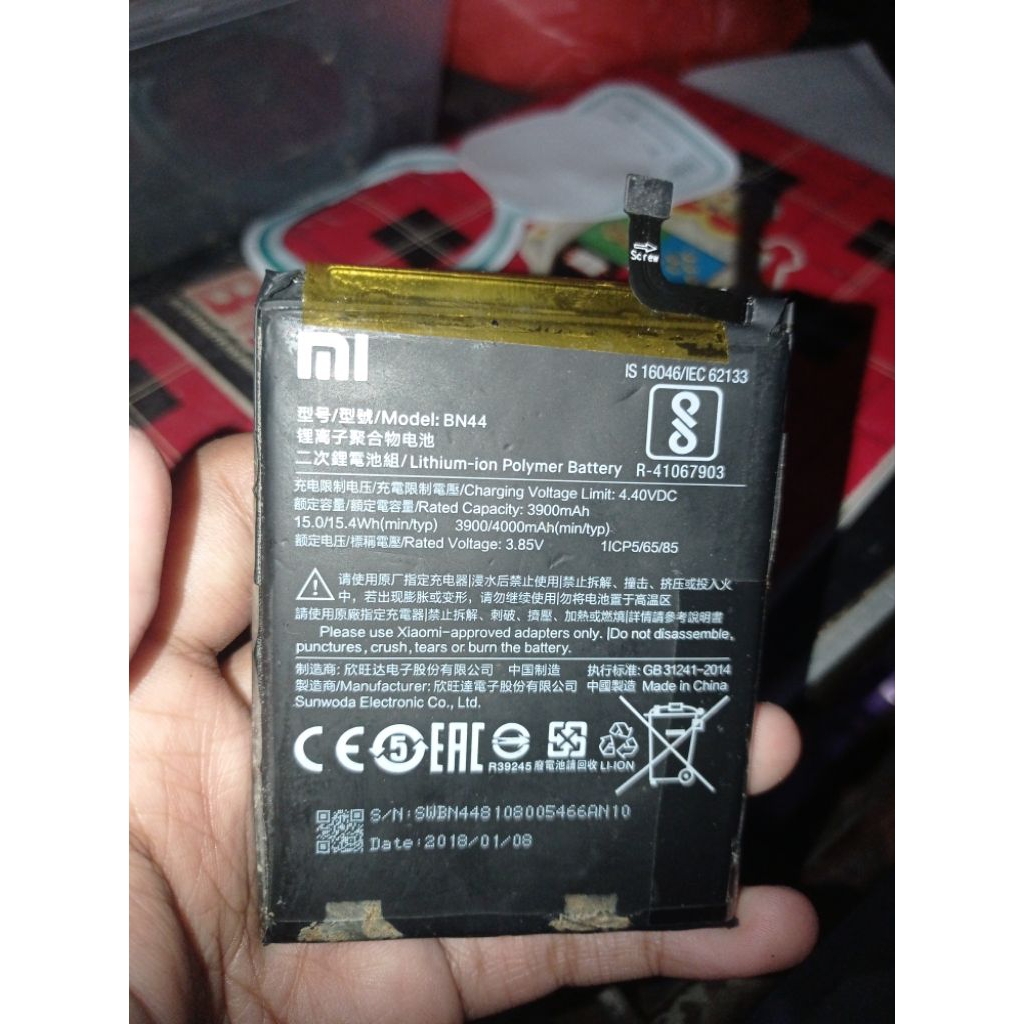 Screw
mi
IS 16046/IEC 62133
型号/型號/Model: BN44
锂离子聚合物电池
二次鋰電池組/Lithium-ion Polymer Battery
R-41067903
充电限制电压/充電限制電壓/Charging Voltage Limit: 4.40VDC
额定容量/額定電容量/Rated Capacity: 3900mAh
15.0/15.4Wh(min/typ) 3900/4000mAh(min/typ)
额定电压/標稱電壓/Rated Voltage: 3.85V 1ICP5/65/85
请使用原厂指定充电器|浸水后禁止使用|禁止拆解、撞击、挤压或投入火
中，若出现膨胀或变形，请勿继续使用|勿将电池置于高温区
請使用原廠指定充電器|禁止拆解、刺破、擠壓、加熱或燃燒|詳情請參考說明書
Please use Xiaomi-approved adapters only. |Do not disassemble,
punctures, crush, tears or burn the battery.
制造商: 欣旺达电子股份有限公司 中国制造 执行标准: GB 31241-2014
製造商/Manufacturer: 欣旺達電子股份有限公司 中國製造 Made in China
Sunwoda Electronic Co., Ltd.
CE 5 EAC
R39245 廢電池請回收 LI-ION
S/N:SWBN448108005466AN10
Date:2018/01/08